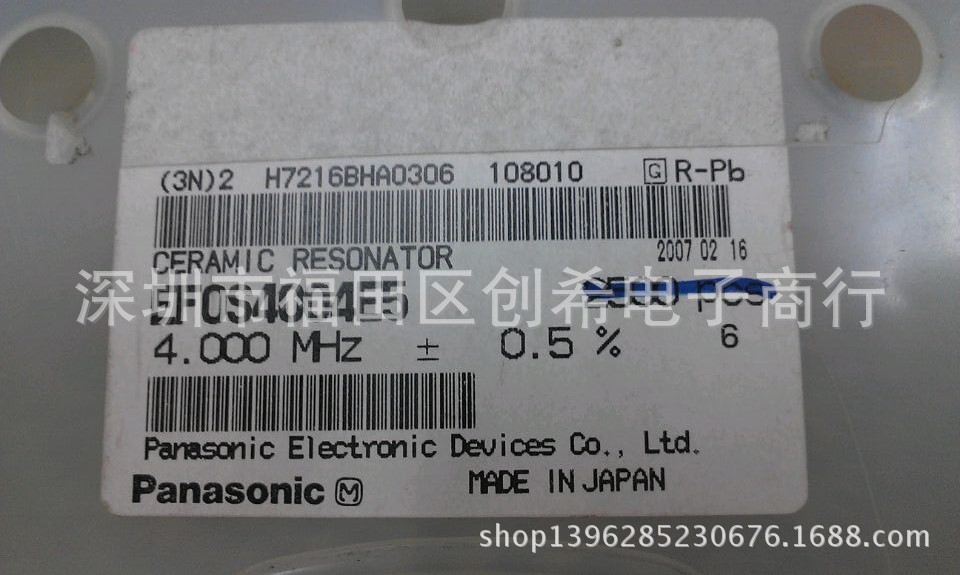 (3N)2 H7216BHA0306 108010 G R-Pb
CERAMIC RESONATOR 2007 02 16
深圳市福田区创希电子商行
pcs
4.000 MHz ± 0.5 % 6
Panasonic Electronic Devices Co., Ltd.
Panasonic M MADE IN JAPAN
shop1396285230676.1688.com